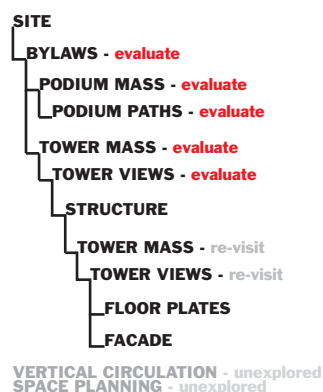 SITE
BYLAWS - evaluate
PODIUM MASS - evaluate
PODIUM PATHS - evaluate
TOWER MASS - evaluate
TOWER VIEWS - evaluate
STRUCTURE
TOWER MASS - re-visit
TOWER VIEWS - re-visit
FLOOR PLATES
FACADE
VERTICAL CIRCULATION - unexplored
SPACE PLANNING - unexplored